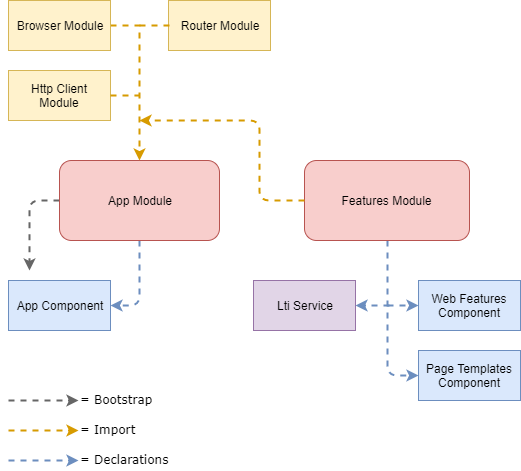 Browser Module
Router Module
Http Client
Module
App Module
Features Module
App Component
Lti Service
Web Features
Component
Page Templates
Component
= Bootstrap
= Import
= Declarations